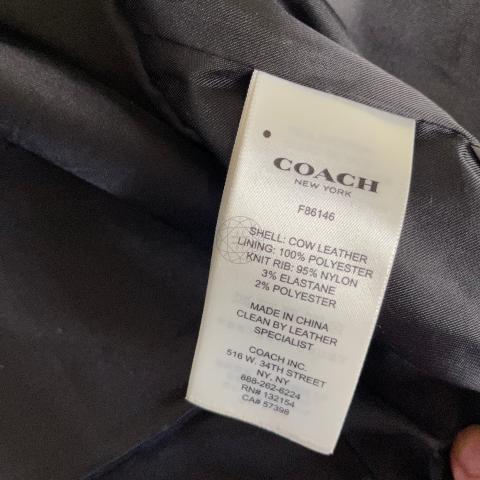 COACH
NEW YORK
F86146
SHELL: COW LEATHER
LINING: 100% POLYESTER
KNIT RIB: 95% NYLON
3% ELASTANE
2% POLYESTER
MADE IN CHINA
CLEAN BY LEATHER
SPECIALIST
COACH INC.
516 W. 34TH STREET
NY, NY
888-262-6224
RN# 132154
CA# 57398